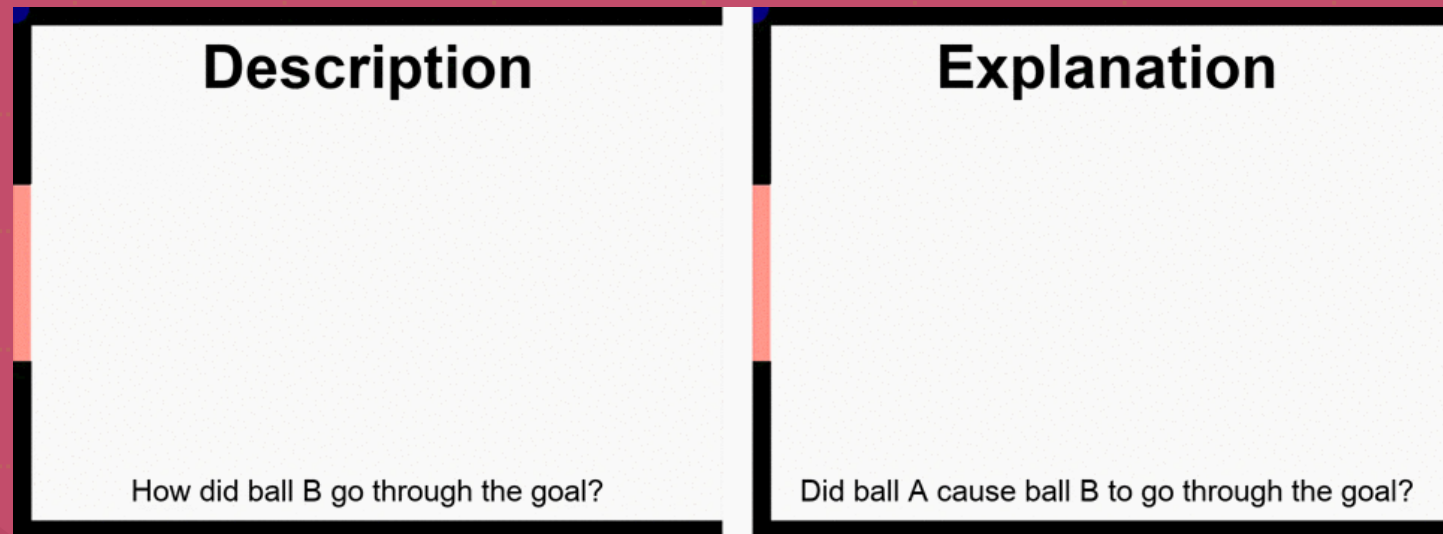 Description
How did ball B go through the goal?
Explanation
Did ball A cause ball B to go through the goal?